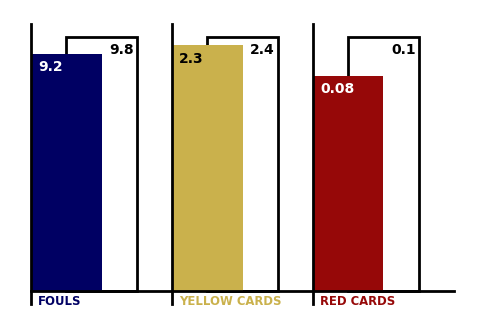 9.2
9.8
2.3
2.4
0.08
0.1
FOULS
YELLOW CARDS
RED CARDS